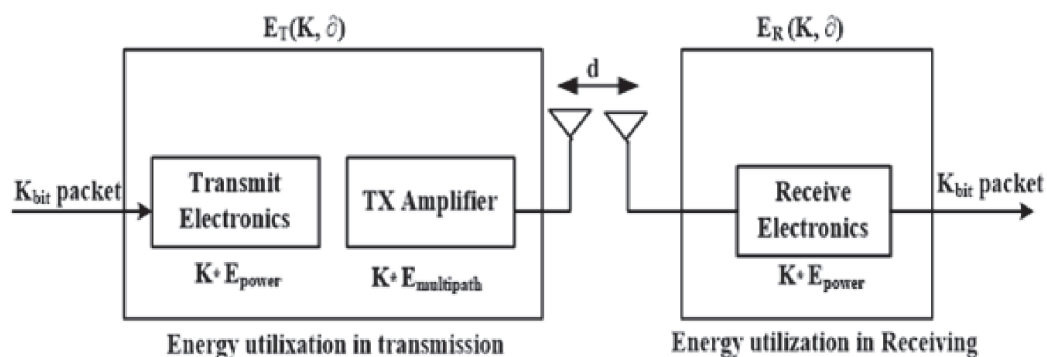 E_T(K, ∂̂)
E_R (K, ∂̂)
d
K_bit packet
Transmit
Electronics
TX Amplifier
Receive
Electronics
K_bit packet
K* E_power
K* E_multipath
K* E_power
Energy utilixation in transmission
Energy utilization in Receiving